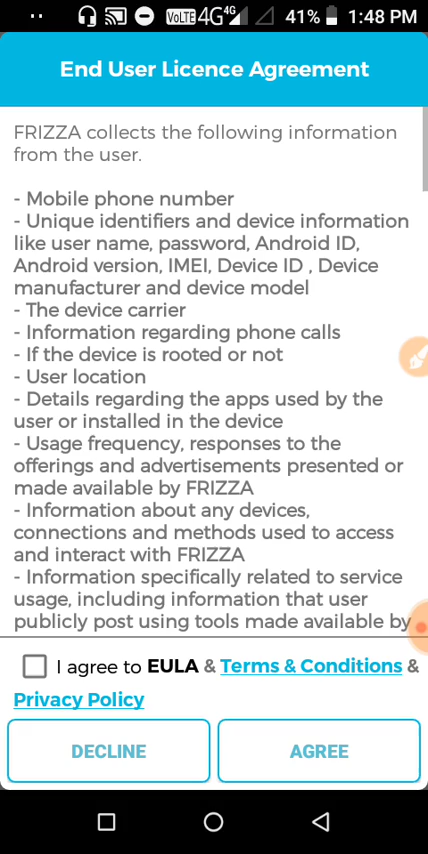 VoLTE 4G 4G 41% 1:48 PM
End User Licence Agreement
FRIZZA collects the following information
from the user.
- Mobile phone number
- Unique identifiers and device information
like user name, password, Android ID,
Android version, IMEI, Device ID , Device
manufacturer and device model
- The device carrier
- Information regarding phone calls
- If the device is rooted or not
- User location
- Details regarding the apps used by the
user or installed in the device
- Usage frequency, responses to the
offerings and advertisements presented or
made available by FRIZZA
- Information about any devices,
connections and methods used to access
and interact with FRIZZA
- Information specifically related to service
usage, including information that user
publicly post using tools made available by
I agree to EULA & Terms & Conditions &
Privacy Policy
DECLINE AGREE